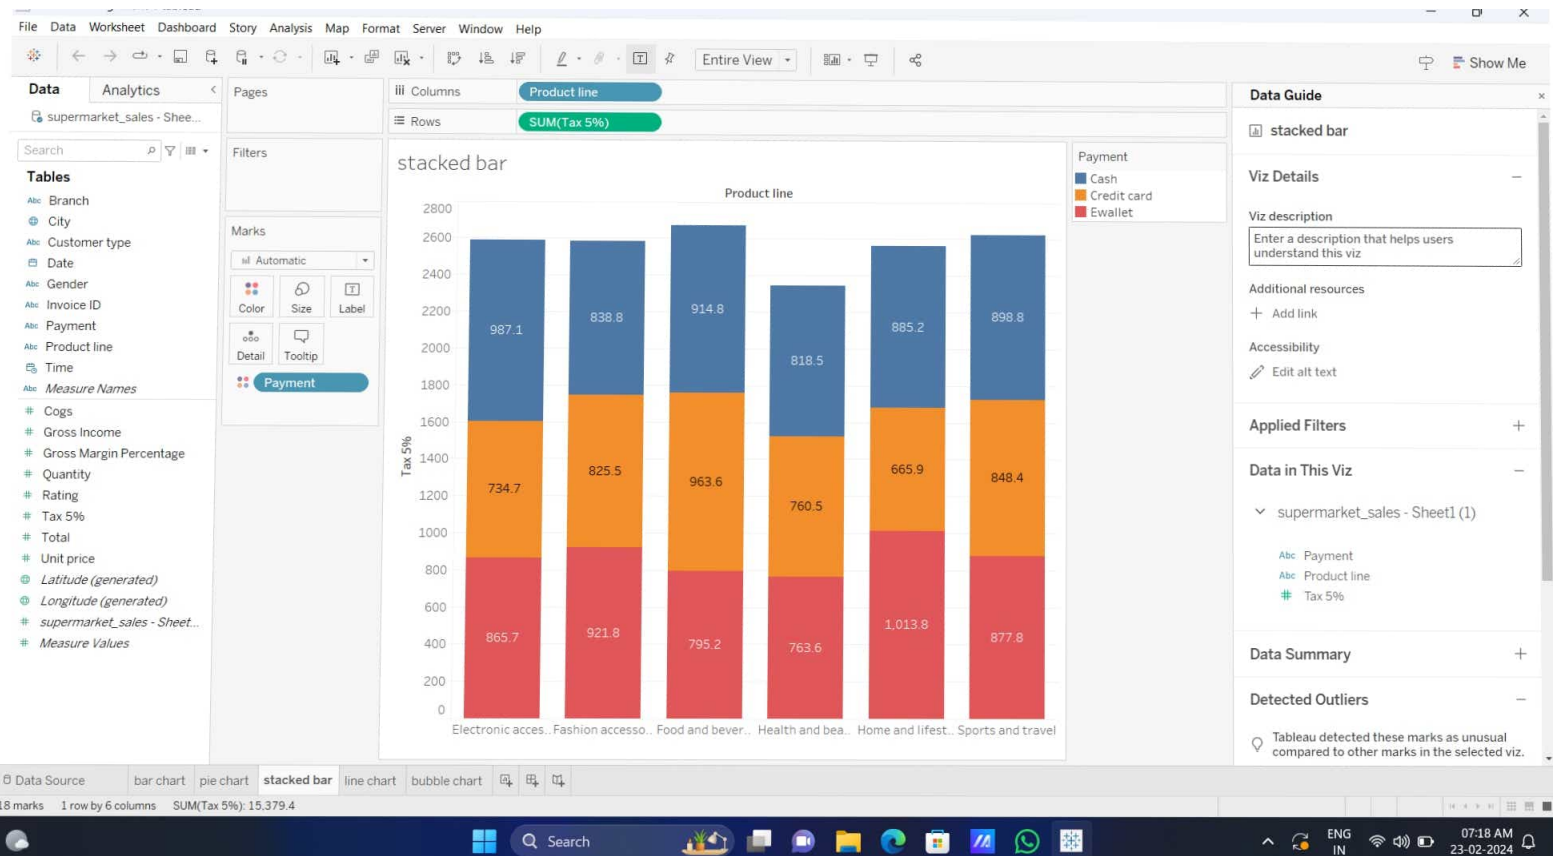 File Data Worksheet Dashboard Story Analysis Map Format Server Window Help
Entire View
Show Me
Data Analytics
supermarket_sales - Shee...
Search
Tables
Abc Branch
City
Abc Customer type
Date
Abc Gender
Abc Invoice ID
Abc Payment
Abc Product line
Time
Abc Measure Names
# Cogs
# Gross Income
# Gross Margin Percentage
# Quantity
# Rating
# Tax 5%
# Total
# Unit price
Latitude (generated)
Longitude (generated)
# supermarket_sales - Sheet...
# Measure Values
Pages
Filters
Marks
Automatic
Color Size Label
Detail Tooltip
Payment
Columns Product line
Rows SUM(Tax 5%)
stacked bar
Product line
Tax 5%
2800
2600
2400
2200
2000
1800
1600
1400
1200
1000
800
600
400
200
0
987.1 838.8 914.8 818.5 885.2 898.8
734.7 825.5 963.6 760.5 665.9 848.4
865.7 921.8 795.2 763.6 1,013.8 877.8
Electronic acces.. Fashion accesso.. Food and bever.. Health and bea.. Home and lifest.. Sports and travel
Payment
Cash
Credit card
Ewallet
Data Guide
stacked bar
Viz Details
Viz description
Enter a description that helps users
understand this viz
Additional resources
+ Add link
Accessibility
Edit alt text
Applied Filters
Data in This Viz
supermarket_sales - Sheet1 (1)
Abc Payment
Abc Product line
# Tax 5%
Data Summary
Detected Outliers
Tableau detected these marks as unusual
compared to other marks in the selected viz.
Data Source bar chart pie chart stacked bar line chart bubble chart
18 marks 1 row by 6 columns SUM(Tax 5%): 15,379.4
Search
ENG
IN
07:18 AM
23-02-2024